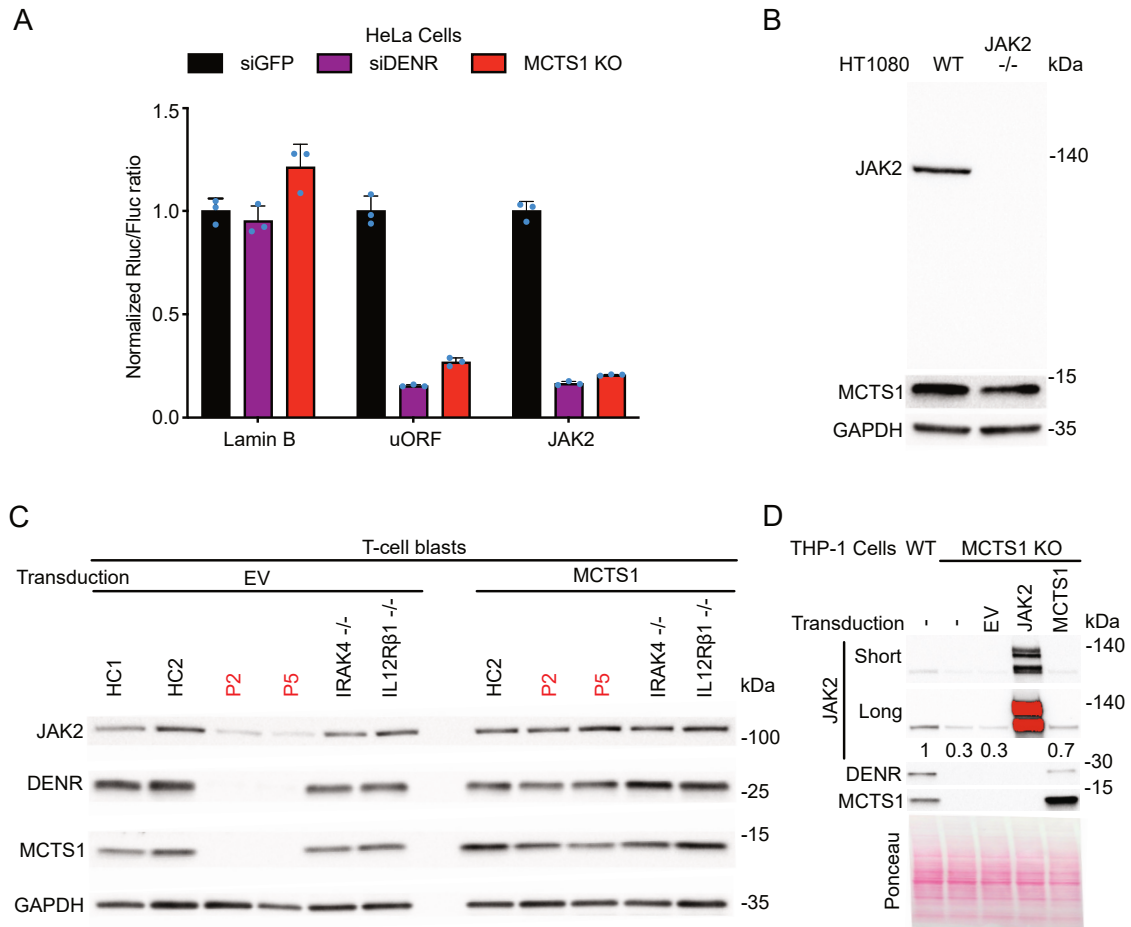 A
HeLa Cells
siGFP siDENR MCTS1 KO
Normalized Rluc/Fluc ratio
1.5
1.0
0.5
0.0
Lamin B uORF JAK2
B
HT1080 WT JAK2 -/- kDa
JAK2 -140
MCTS1 -15
GAPDH -35
C
T-cell blasts
Transduction EV MCTS1
HC1 HC2 P2 P5 IRAK4 -/- IL12Rβ1 -/- HC2 P2 P5 IRAK4 -/- IL12Rβ1 -/- kDa
JAK2 -100
DENR -25
MCTS1 -15
GAPDH -35
D
THP-1 Cells WT MCTS1 KO
Transduction - - EV JAK2 MCTS1 kDa
JAK2
Short -140
Long -140
1 0.3 0.3 0.7
DENR -30
MCTS1 -15
Ponceau